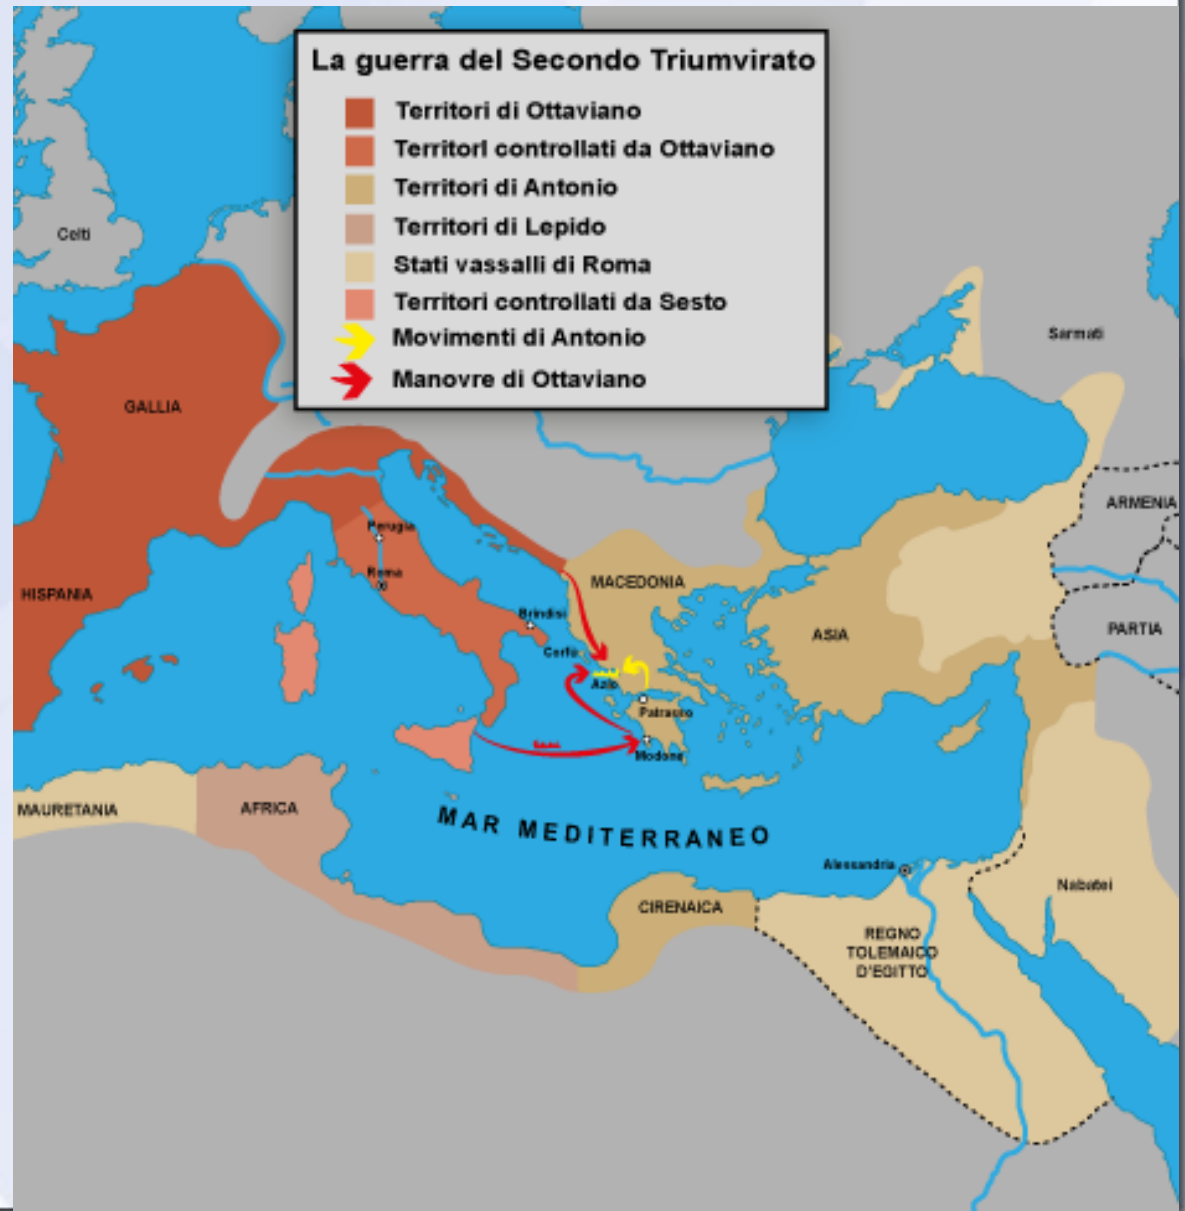 La guerra del Secondo Triumvirato
Territori di Ottaviano
Territorl controllati da Ottaviano
Territori di Antonio
Territori di Lepido
Stati vassalli di Roma
Territori controllati da Sesto
Movimenti di Antonio
Manovre di Ottaviano
Celti
Sarmati
GALLIA
ARMENIA
Perugia
Roma
MACEDONIA
HISPANIA
Brindisi
ASIA
PARTIA
Corfù
Azio
Patrasso
Modone
MAURETANIA
AFRICA
MAR MEDITERRANEO
Alessandria
Nabatei
CIRENAICA
REGNO
TOLEMAICO
D'EGITTO